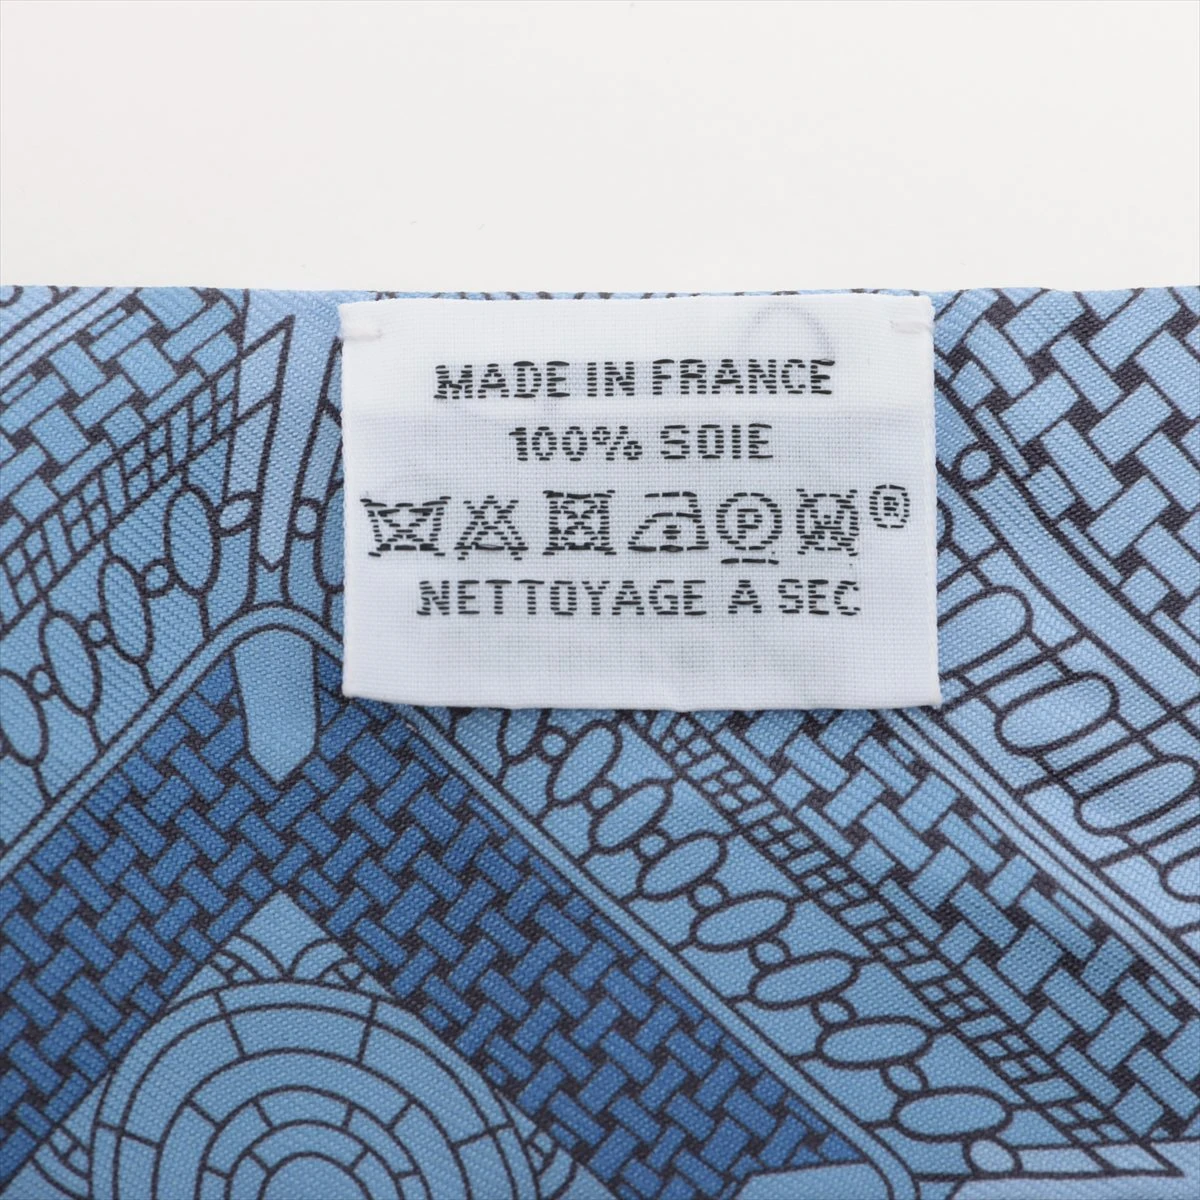 MADE IN FRANCE
100% SOIE
P ®
NETTOYAGE A SEC